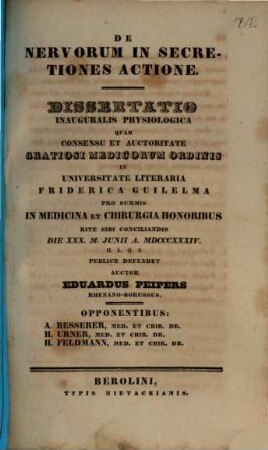 DE
NERVORUM IN SECRE-
TIONES ACTIONE.
DISSERTATIO
INAUGURALIS PHYSIOLOGICA
QUAM
CONSENSU ET AUCTORITATE
GRATIOSI MEDICORUM ORDINIS
IN
UNIVERSITATE LITERARIA
FRIDERICA GUILELMA
PRO SUMMIS
IN MEDICINA ET CHIRURGIA HONORIBUS
RITE SIBI CONCILIANDIS
DIE XXX. M. JUNII A. MDCCCXXXIV.
H. L. Q. S.
PUBLICE DEFENDET
AUCTOR
EDUARDUS PEIPERS
RHENANO-BORUSSUS.
OPPONENTIBUS:
A. BESSERER, MED. ET CHIR. DR.
H. URNER, MED. ET CHIR. DR.
H. FELDMANN, MED. ET CHIR. DR.
BEROLINI,
TYPIS NIETACKIANIS.